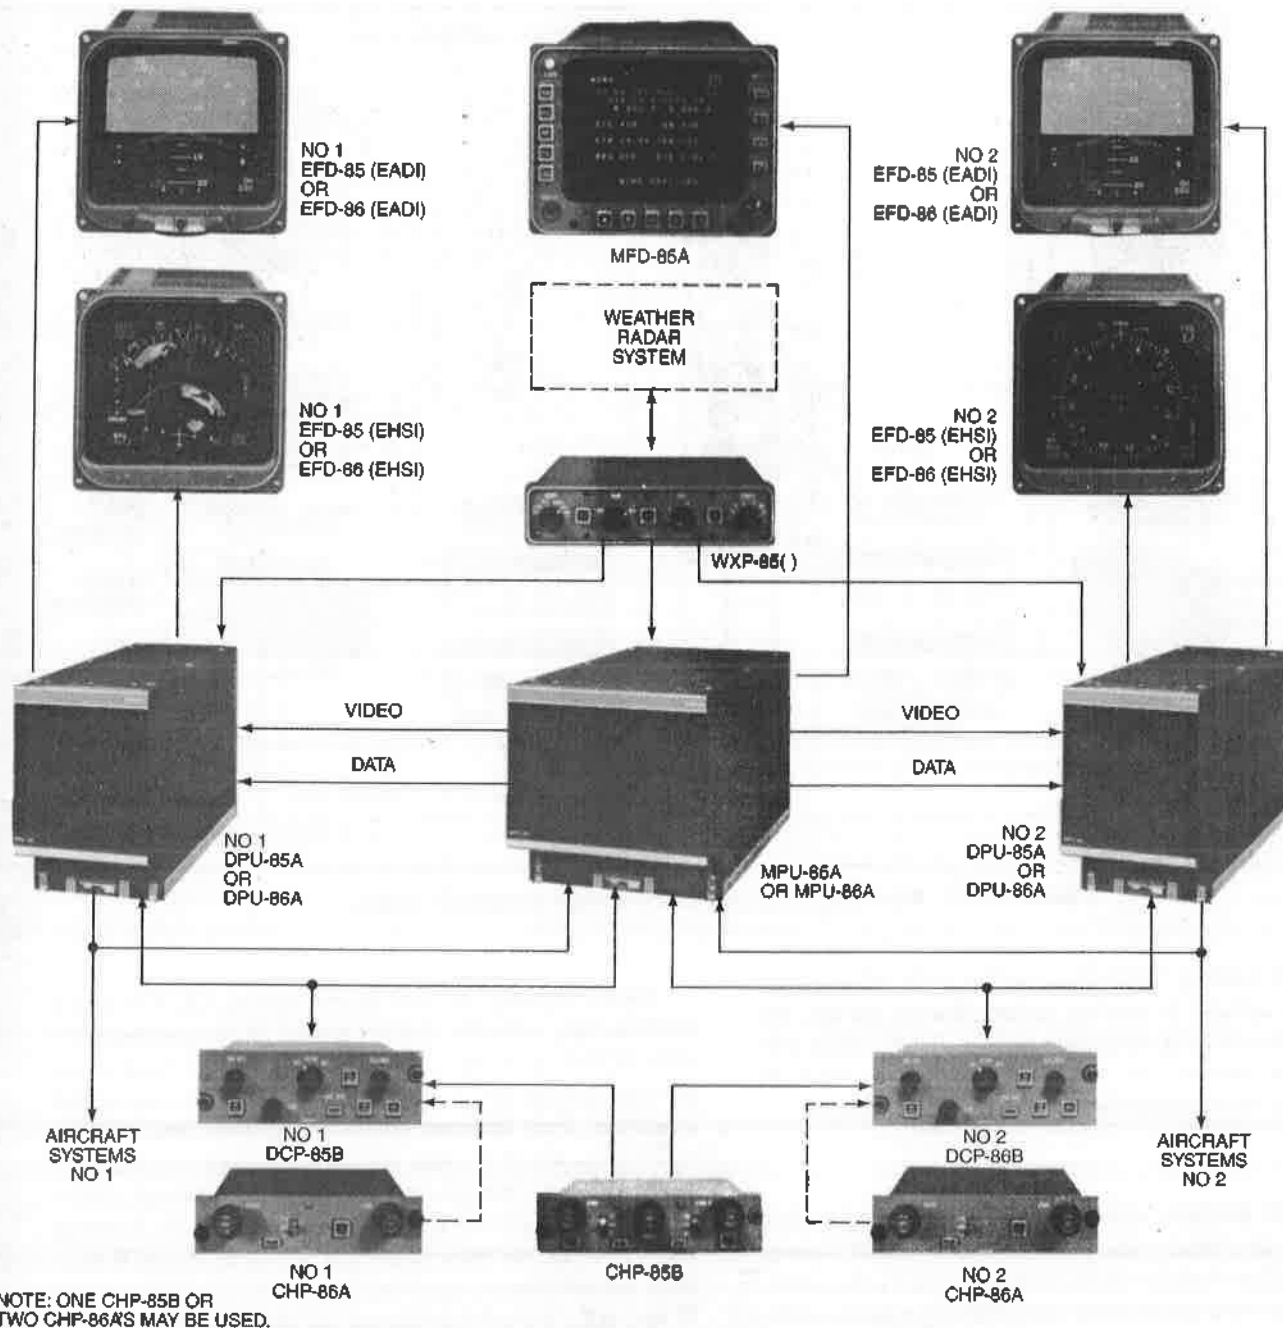 NO 1
EFD-85 (EADI)
OR
EFD-86 (EADI)
MFD-85A
NO 2
EFD-85 (EADI)
OR
EFD-86 (EADI)
WEATHER
RADAR
SYSTEM
NO 1
EFD-85 (EHSI)
OR
EFD-86 (EHSI)
NO 2
EFD-85 (EHSI)
OR
EFD-86 (EHSI)
WXP-85( )
VIDEO
VIDEO
DATA
DATA
NO 1
DPU-85A
OR
DPU-86A
MPU-85A
OR MPU-86A
NO 2
DPU-85A
OR
DPU-86A
AIRCRAFT
SYSTEMS
NO 1
NO 1
DCP-85B
NO 2
DCP-86B
AIRCRAFT
SYSTEMS
NO 2
NO 1
CHP-86A
CHP-85B
NO 2
CHP-86A
NOTE: ONE CHP-85B OR
TWO CHP-86A'S MAY BE USED.